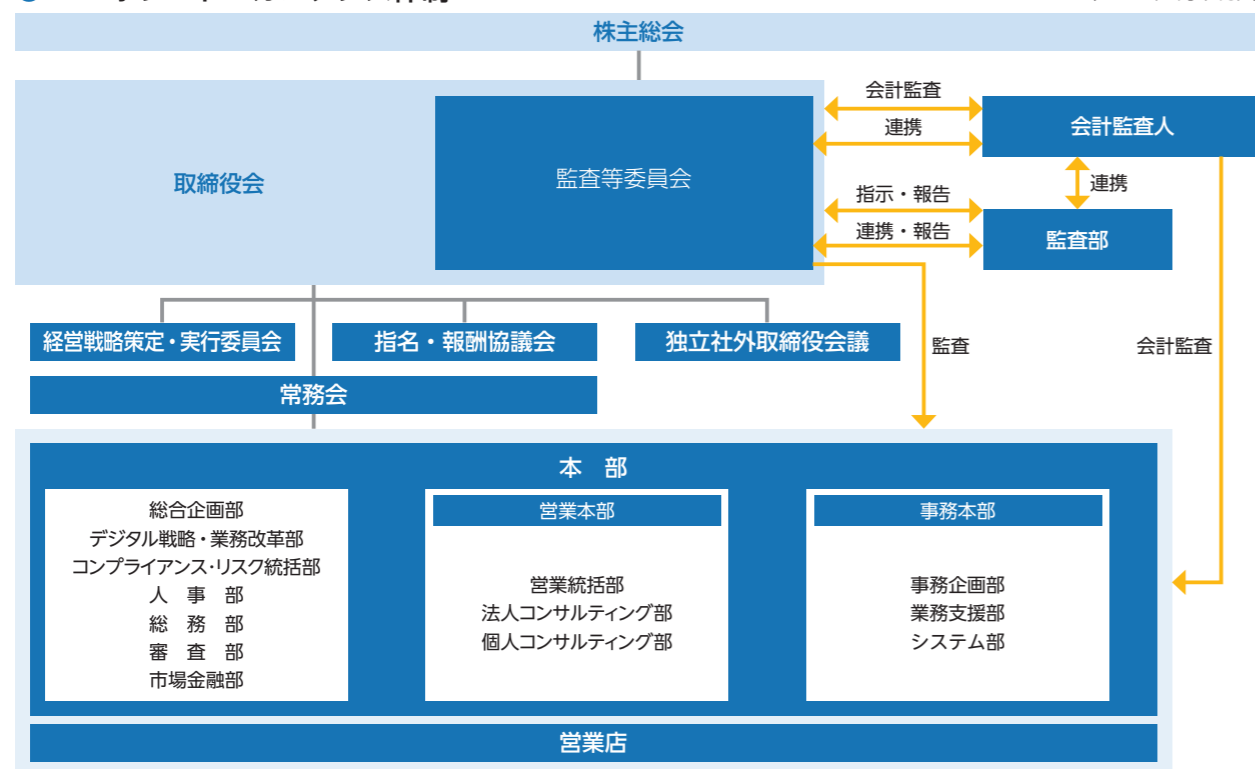 株主総会
会計監査
会計監査人
連携
取締役会
監査等委員会
連携
指示・報告
連携・報告
監査部
経営戦略策定・実行委員会
指名・報酬協議会
独立社外取締役会議
監査
会計監査
常務会
本 部
総合企画部
デジタル戦略・業務改革部
コンプライアンス・リスク統括部
人 事 部
総 務 部
審 査 部
市場金融部
営業本部
営業統括部
法人コンサルティング部
個人コンサルティング部
事務本部
事務企画部
業務支援部
システム部
営業店